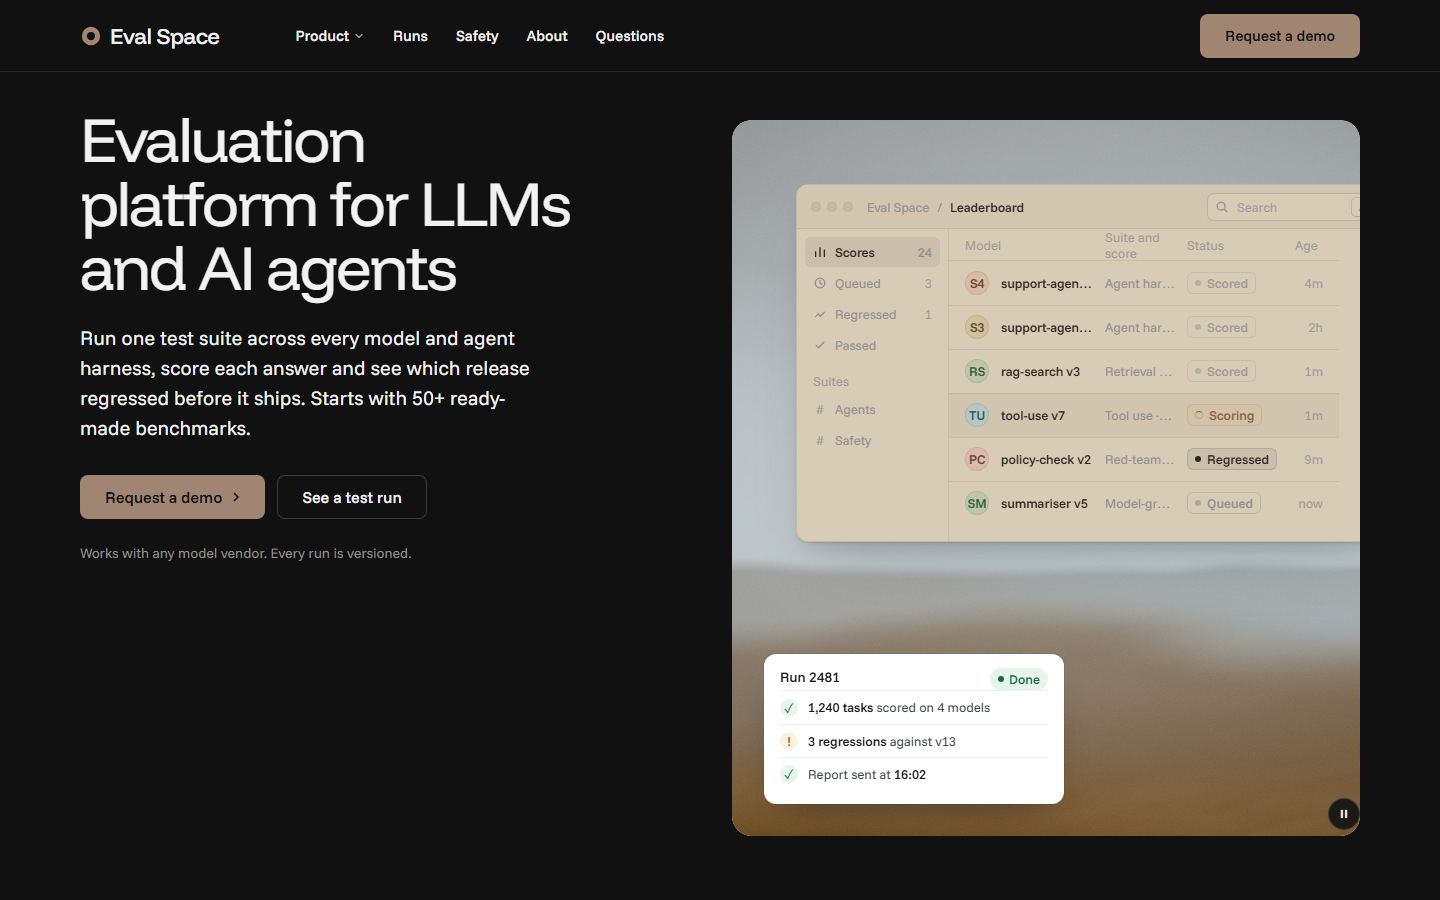 Eval Space
Product
Runs
Safety
About
Questions
Request a demo
Evaluation
platform for LLMs
and AI agents
Run one test suite across every model and agent
harness, score each answer and see which release
regressed before it ships. Starts with 50+ ready-
made benchmarks.
Request a demo
See a test run
Works with any model vendor. Every run is versioned.
Eval Space / Leaderboard
Search
Scores 24
Queued 3
Regressed 1
Passed
Suites
# Agents
# Safety
Model
Suite and
score
Status
Age
S4 support-agen... Agent har... Scored 4m
S3 support-agen... Agent har... Scored 2h
RS rag-search v3 Retrieval ... Scored 1m
TU tool-use v7 Tool use ·... Scoring 1m
PC policy-check v2 Red-team... Regressed 9m
SM summariser v5 Model-gr... Queued now
Run 2481
Done
1,240 tasks scored on 4 models
! 3 regressions against v13
Report sent at 16:02